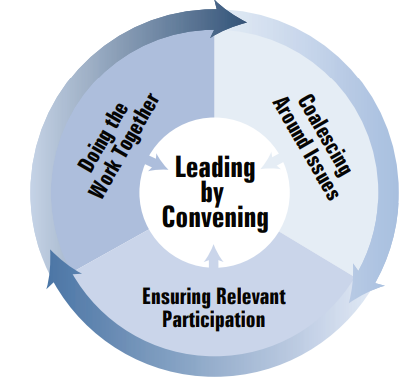 Leading
by
Convening
Coalescing
Around Issues
Ensuring Relevant
Participation
Doing the
Work Together